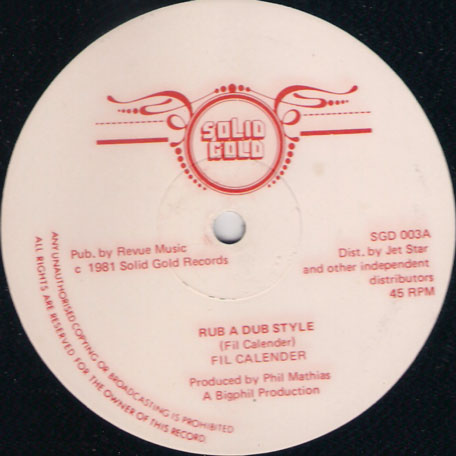 SOLID
GOLD
Pub. by Revue Music
c 1981 Solid Gold Records
SGD 003A
Dist. by Jet Star
and other independent
distributors
45 RPM
RUB A DUB STYLE
(Fil Calender)
FIL CALENDER
Produced by Phil Mathias
A Bigphil Production
ANY UNAUTHORISED COPYING OR BROADCASTING IS PROHIBITED
ALL RIGHTS ARE RESERVED FOR THE OWNER OF THIS RECORD.